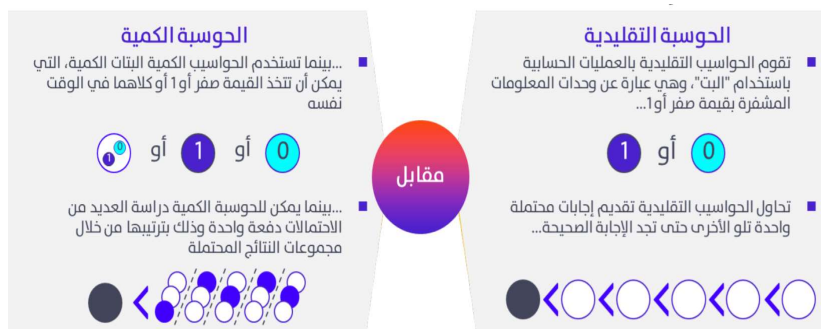 الحوسبة التقليدية
تقوم الحواسيب التقليدية بالعمليات الحسابية
باستخدام "البت"، وهي عبارة عن وحدات المعلومات
المشفرة بقيمة صفر أو1...
0 أو 1
تحاول الحواسيب التقليدية تقديم إجابات محتملة
واحدة تلو الأخرى حتى تجد الإجابة الصحيحة...
مقابل
الحوسبة الكمية
...بينما تستخدم الحواسيب الكمية البتات الكمية، التي
يمكن أن تتخذ القيمة صفر أو1 أو كلاهما في الوقت
نفسه
0 أو 1 أو 0 1
...بينما يمكن للحوسبة الكمية دراسة العديد من
الاحتمالات دفعة واحدة وذلك بترتيبها من خلال
مجموعات النتائج المحتملة